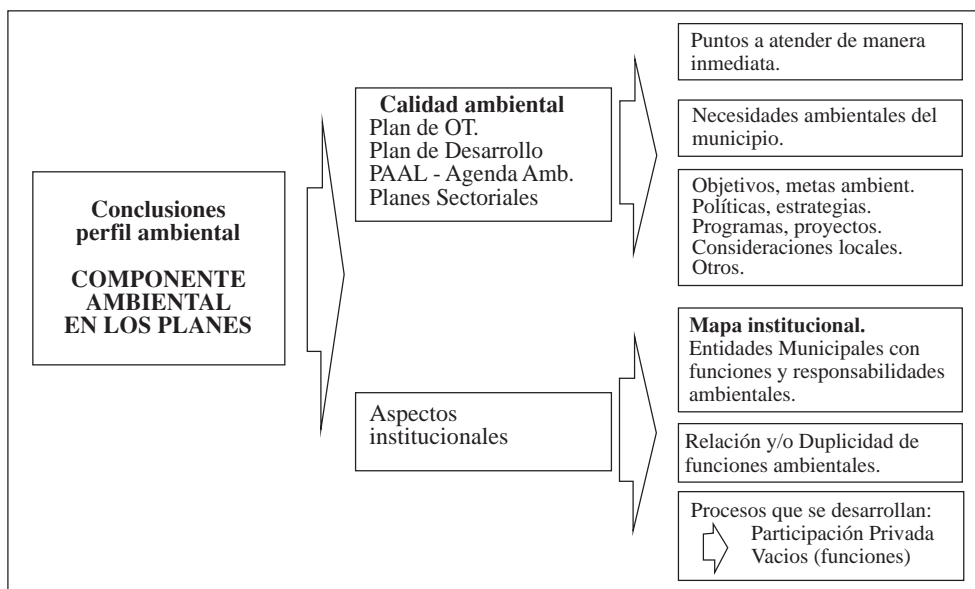 Conclusiones
perfil ambiental
COMPONENTE
AMBIENTAL
EN LOS PLANES
Calidad ambiental
Plan de OT.
Plan de Desarrollo
PAAL - Agenda Amb.
Planes Sectoriales
Puntos a atender de manera
inmediata.
Necesidades ambientales del
municipio.
Objetivos, metas ambient.
Políticas, estrategias.
Programas, proyectos.
Consideraciones locales.
Otros.
Aspectos
institucionales
Mapa institucional.
Entidades Municipales con
funciones y responsabilidades
ambientales.
Relación y/o Duplicidad de
funciones ambientales.
Procesos que se desarrollan:
Participación Privada
Vacios (funciones)